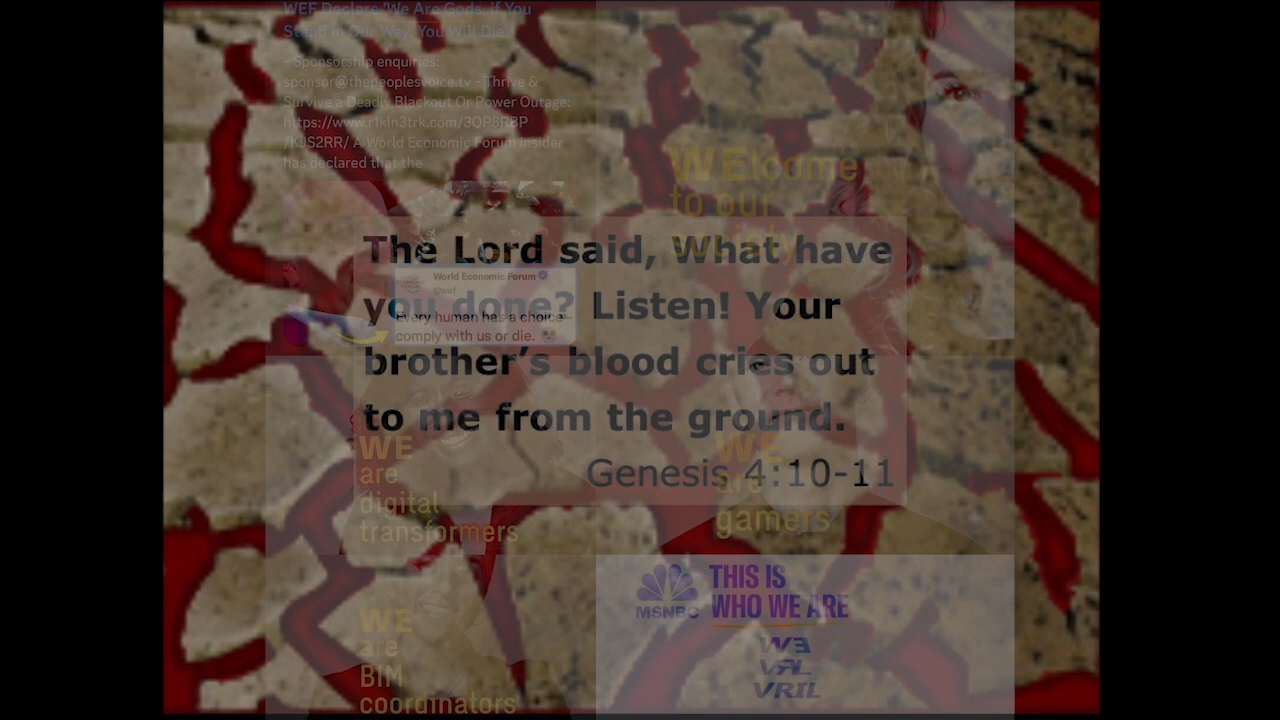 WEF Declare 'We Are Gods, if You
Stand in Our Way, You Will Die'
- Sponsorship enquiries:
sponsor@thepeoplesvoice.tv - Thrive &
Survive a Deadly Blackout Or Power Outage:
https://www.r1kln3trk.com/3QP8RBP
/KJS2RR/ A World Economic Forum insider
has declared that the
WElcome
to our
society
The Lord said, What have
you done? Listen! Your
brother's blood cries out
to me from the ground.
Genesis 4:10-11
World Economic Forum
@wef
Every human has a choice
comply with us or die.
WE
are
digital
transformers
WE
are
gamers
WE
are
BIM
coordinators
MSNBC
THIS IS
WHO WE ARE
VRIL